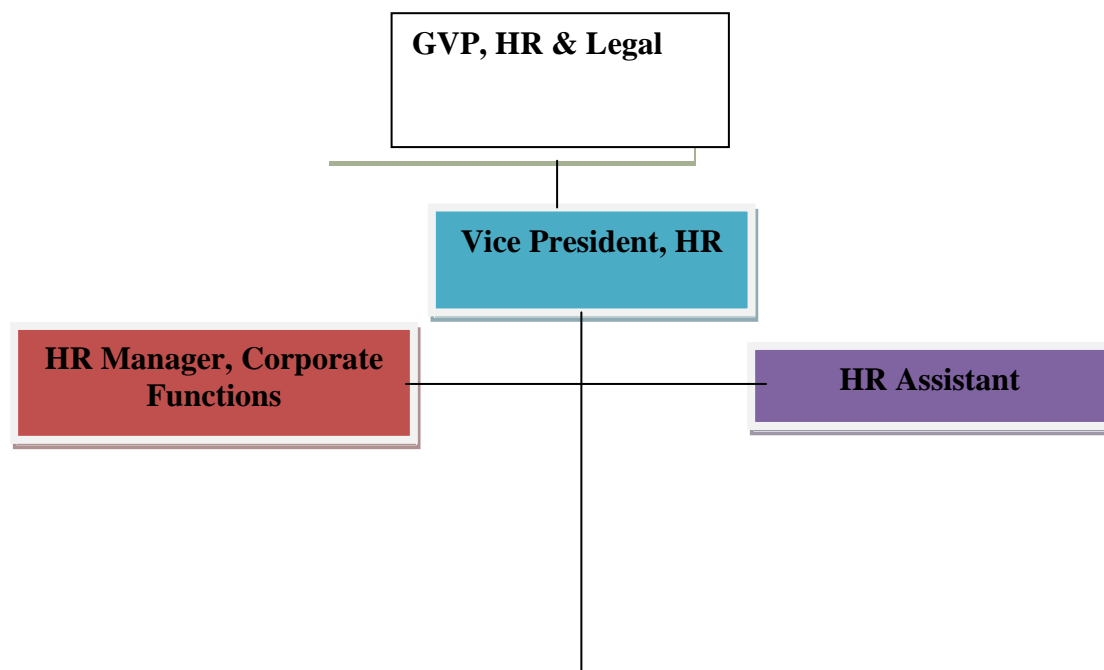 GVP, HR & Legal
Vice President, HR
HR Manager, Corporate
Functions
HR Assistant